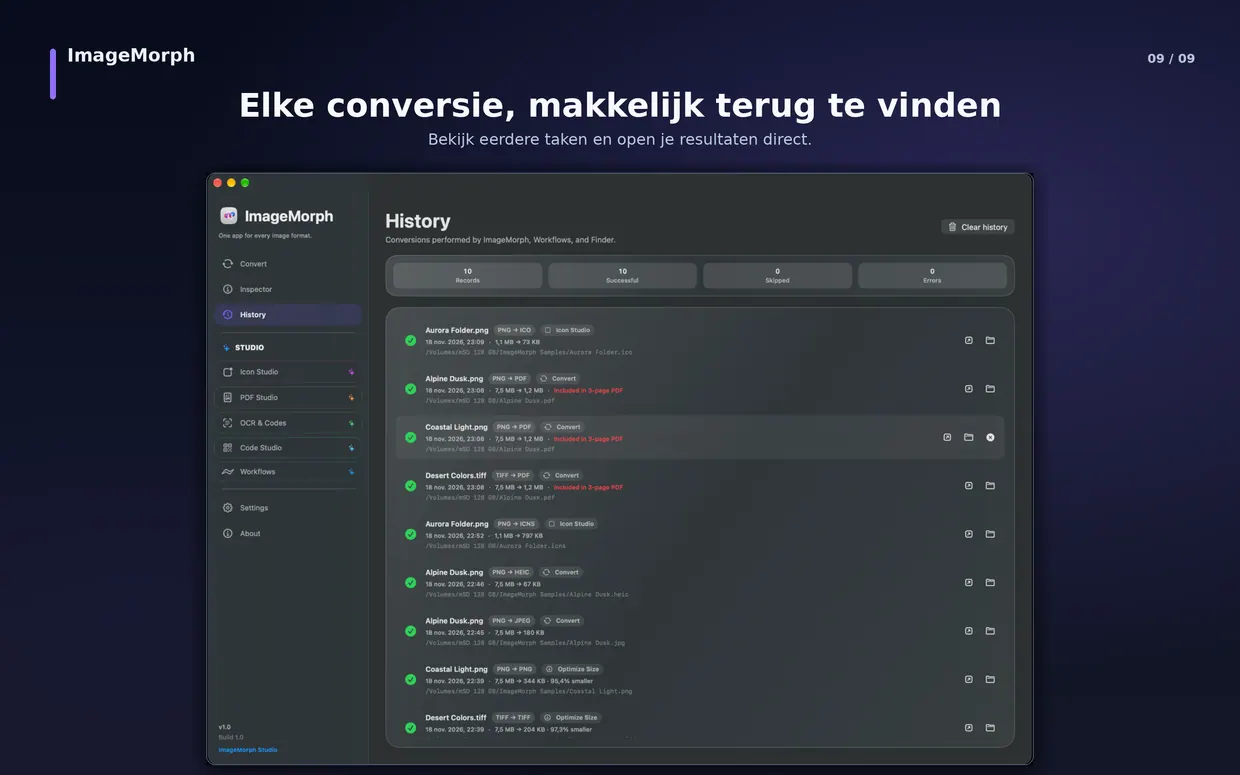 ImageMorph
09 / 09
Elke conversie, makkelijk terug te vinden
Bekijk eerdere taken en open je resultaten direct.
ImageMorph
One app for every image format.
Convert
Inspector
History
STUDIO
Icon Studio
PDF Studio
OCR & Codes
Code Studio
Workflows
Settings
About
v1.0
Build 1.0
ImageMorph Studio
History
Conversions performed by ImageMorph, Workflows, and Finder.
Clear history
10
Records
10
Successful
0
Skipped
0
Errors
Aurora Folder.png PNG → ICO Icon Studio
18 nov. 2026, 23:09 · 1,1 MB → 73 KB
/Volumes/mSD 128 GB/ImageMorph Samples/Aurora Folder.ico
Alpine Dusk.png PNG → PDF Convert
18 nov. 2026, 23:08 · 7,5 MB → 1,2 MB · Included in 3-page PDF
/Volumes/mSD 128 GB/Alpine Dusk.pdf
Coastal Light.png PNG → PDF Convert
18 nov. 2026, 23:08 · 7,5 MB → 1,2 MB · Included in 3-page PDF
/Volumes/mSD 128 GB/Alpine Dusk.pdf
Desert Colors.tiff TIFF → PDF Convert
18 nov. 2026, 23:08 · 7,5 MB → 1,2 MB · Included in 3-page PDF
/Volumes/mSD 128 GB/Alpine Dusk.pdf
Aurora Folder.png PNG → ICNS Icon Studio
18 nov. 2026, 22:52 · 1,1 MB → 797 KB
/Volumes/mSD 128 GB/Aurora Folder.icns
Alpine Dusk.png PNG → HEIC Convert
18 nov. 2026, 22:46 · 7,5 MB → 67 KB
/Volumes/mSD 128 GB/ImageMorph Samples/Alpine Dusk.heic
Alpine Dusk.png PNG → JPEG Convert
18 nov. 2026, 22:45 · 7,5 MB → 180 KB
/Volumes/mSD 128 GB/ImageMorph Samples/Alpine Dusk.jpg
Coastal Light.png PNG → PNG Optimize Size
18 nov. 2026, 22:39 · 7,5 MB → 344 KB · 95,4% smaller
/Volumes/mSD 128 GB/ImageMorph Samples/Coastal Light.png
Desert Colors.tiff TIFF → TIFF Optimize Size
18 nov. 2026, 22:39 · 7,5 MB → 204 KB · 97,3% smaller